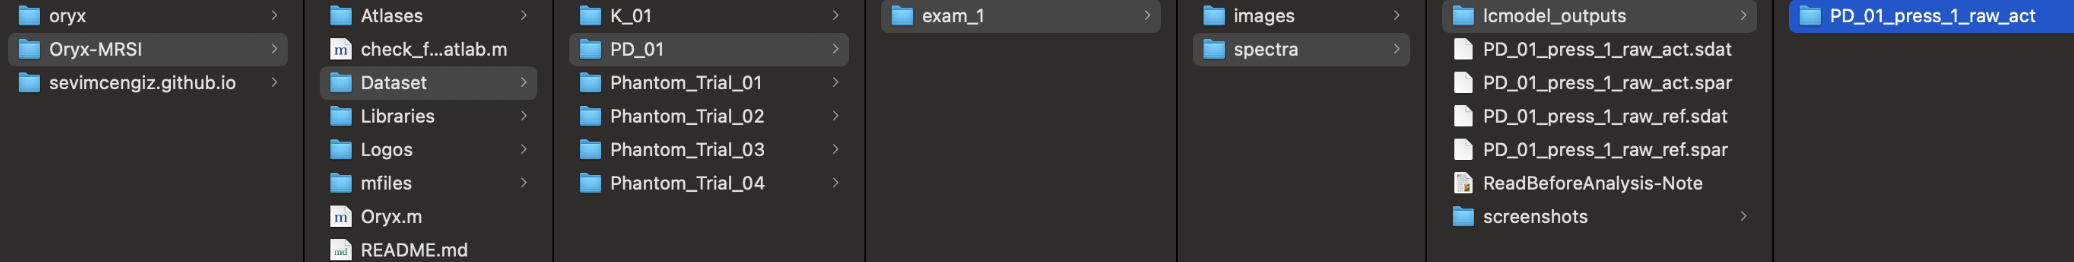 oryx
Oryx-MRSI
sevimcengiz.github.io
Atlases
check_f...atlab.m
Dataset
Libraries
Logos
mfiles
m Oryx.m
md README.md
K_01
PD_01
Phantom_Trial_01
Phantom_Trial_02
Phantom_Trial_03
Phantom_Trial_04
exam_1
images
spectra
lcmodel_outputs
PD_01_press_1_raw_act.sdat
PD_01_press_1_raw_act.spar
PD_01_press_1_raw_ref.sdat
PD_01_press_1_raw_ref.spar
ReadBeforeAnalysis-Note
screenshots
PD_01_press_1_raw_act